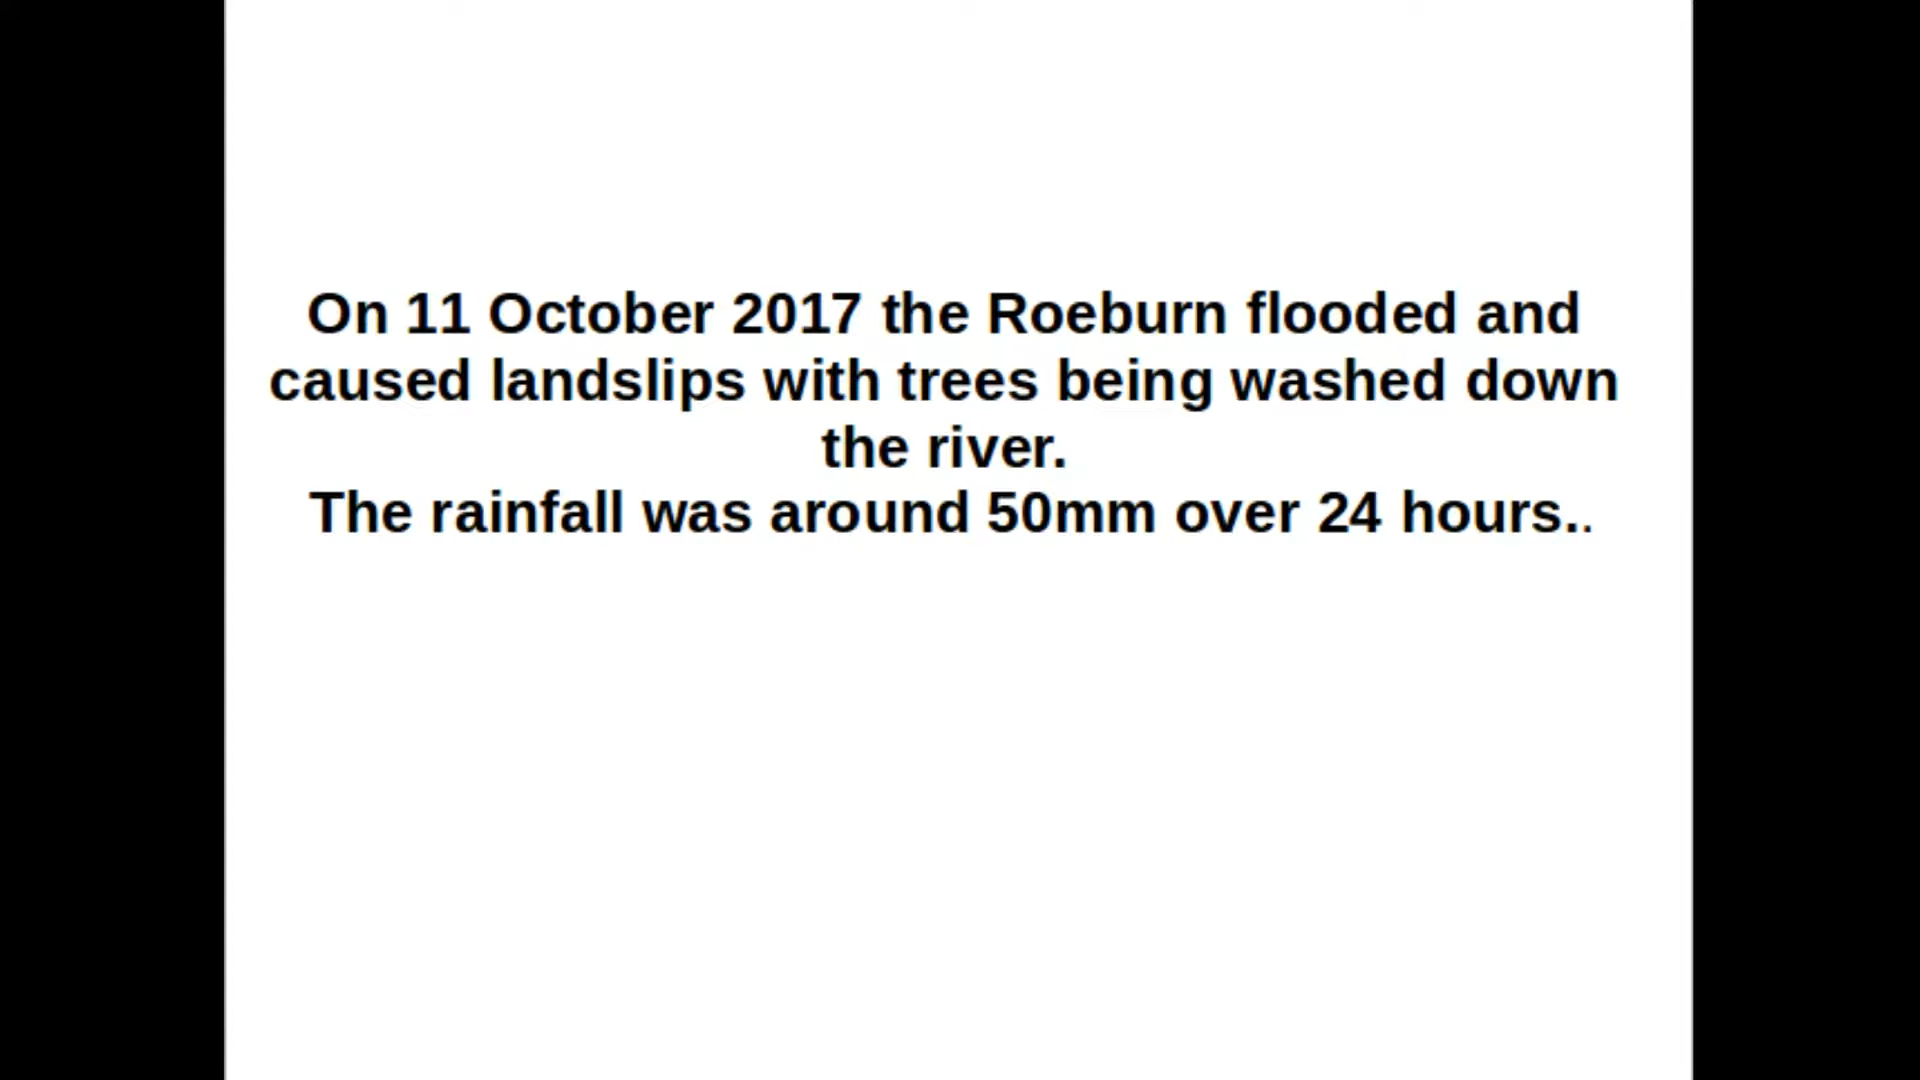 On 11 October 2017 the Roeburn flooded and
caused landslips with trees being washed down
the river.
The rainfall was around 50mm over 24 hours..